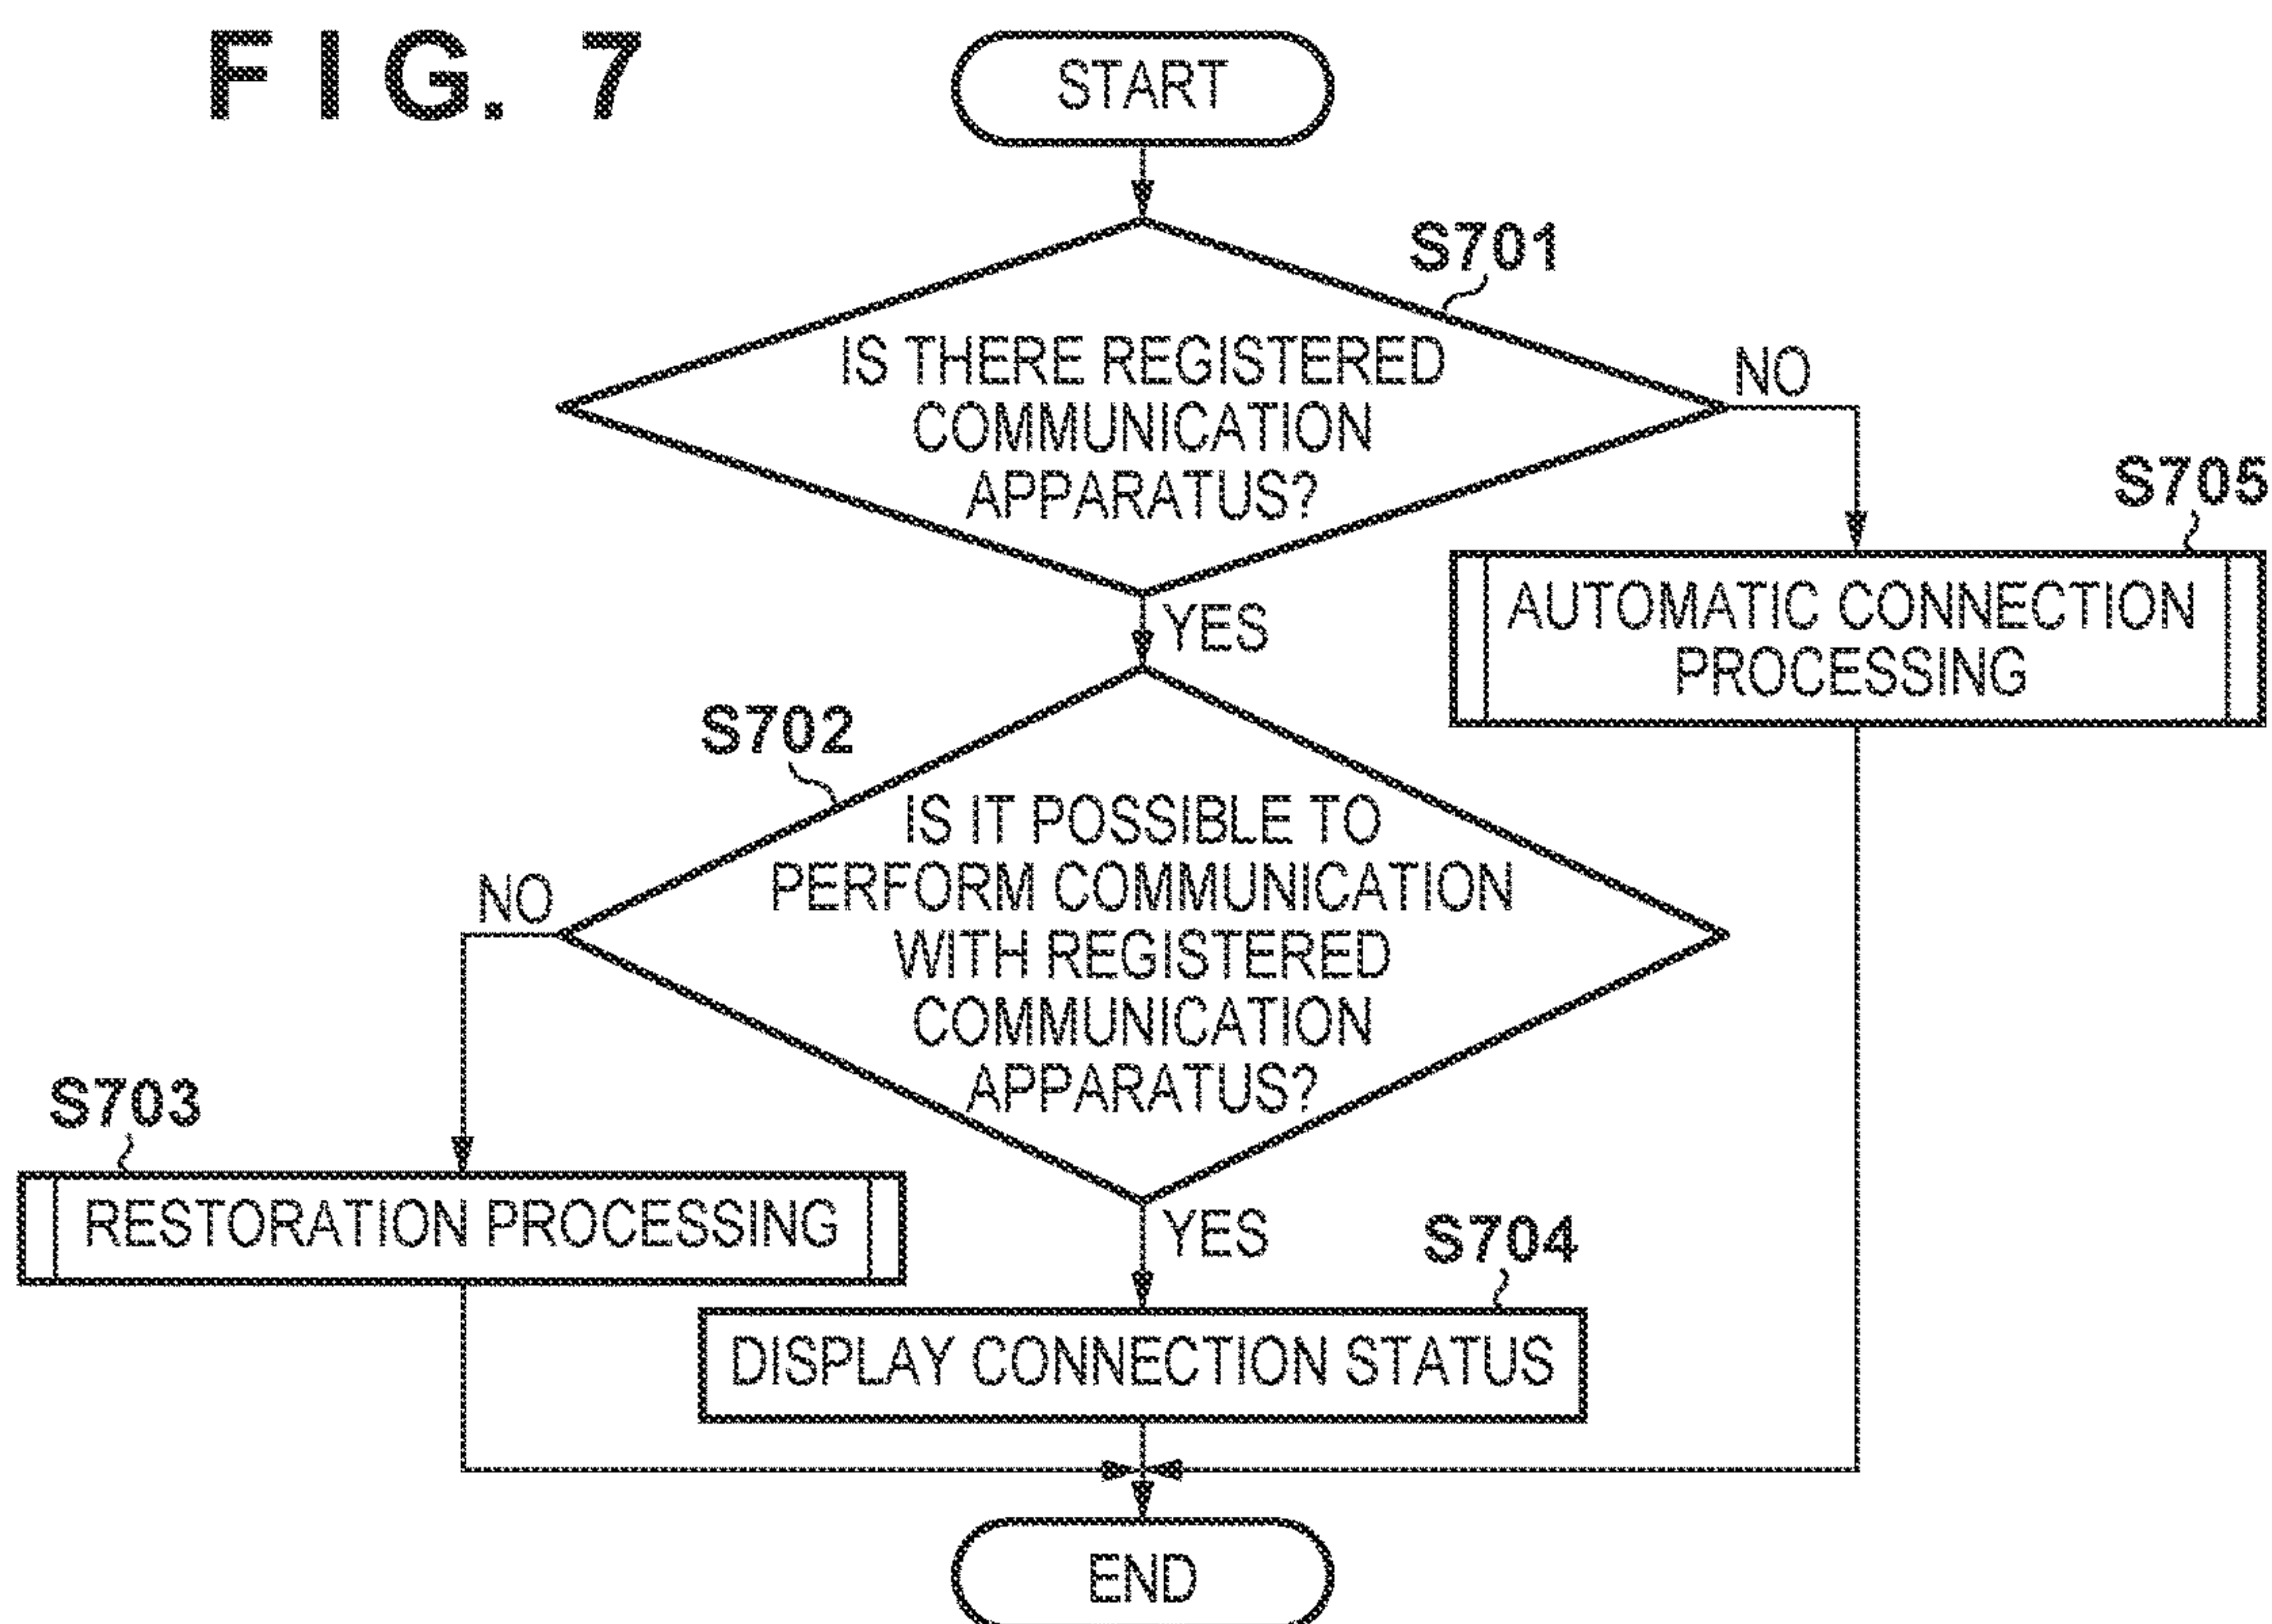 FIG. 7
START
S701
IS THERE REGISTERED
COMMUNICATION
APPARATUS?
NO
YES
S705
AUTOMATIC CONNECTION
PROCESSING
S702
IS IT POSSIBLE TO
PERFORM COMMUNICATION
WITH REGISTERED
COMMUNICATION
APPARATUS?
NO
YES
S703
RESTORATION PROCESSING
S704
DISPLAY CONNECTION STATUS
END